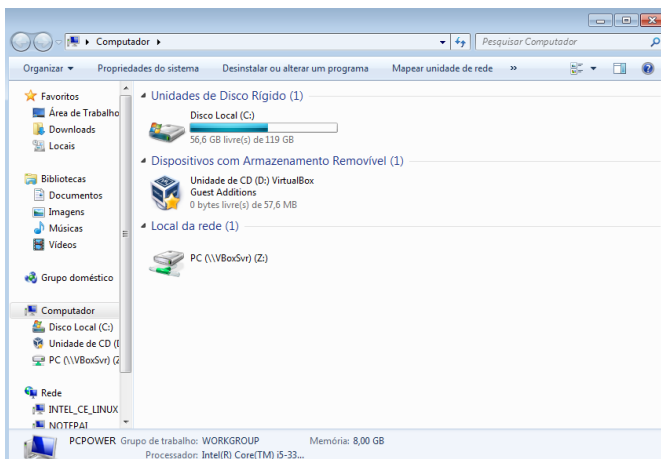 Computador
Pesquisar Computador
Organizar
Propriedades do sistema
Desinstalar ou alterar um programa
Mapear unidade de rede
»
Favoritos
Área de Trabalho
Downloads
Locais
Bibliotecas
Documentos
Imagens
Músicas
Vídeos
Grupo doméstico
Computador
Disco Local (C:)
Unidade de CD (
PC (\\VBoxSvr) (Z
Rede
INTEL_CE_LINUX
NOTEPAI
Unidades de Disco Rígido (1)
Disco Local (C:)
56,6 GB livre(s) de 119 GB
Dispositivos com Armazenamento Removível (1)
Unidade de CD (D:) VirtualBox
Guest Additions
0 bytes livre(s) de 57,6 MB
Local da rede (1)
PC (\\VBoxSvr) (Z:)
PCPOWER Grupo de trabalho: WORKGROUP Memória: 8,00 GB
Processador: Intel(R) Core(TM) i5-33...